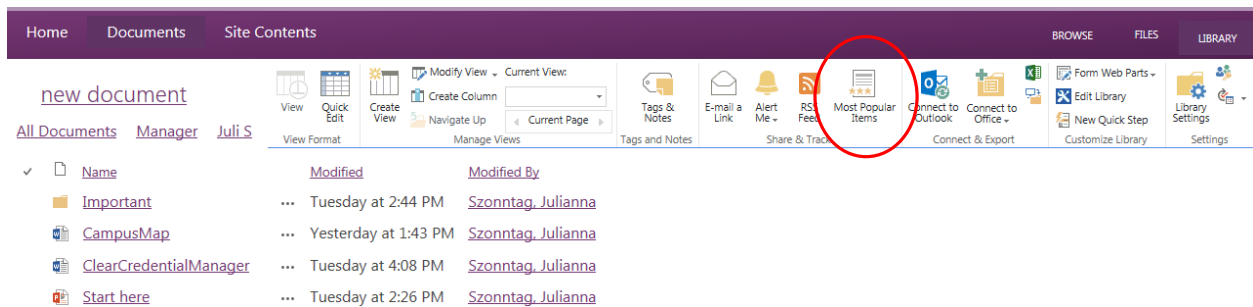 Home Documents Site Contents BROWSE FILES LIBRARY
new document
All Documents Manager Juli S
View
Quick Edit
View Format
Create View
Modify View
Create Column
Navigate Up
Current View:
Current Page
Manage Views
Tags & Notes
Tags and Notes
E-mail a Link
Alert Me
RSS Feed
Most Popular Items
Share & Track
Connect to Outlook
Connect to Office
Connect & Export
Form Web Parts
Edit Library
New Quick Step
Customize Library
Library Settings
Settings
Name Modified Modified By
Important ... Tuesday at 2:44 PM Szonntag, Julianna
CampusMap ... Yesterday at 1:43 PM Szonntag, Julianna
ClearCredentialManager ... Tuesday at 4:08 PM Szonntag, Julianna
Start here ... Tuesday at 2:26 PM Szonntag, Julianna